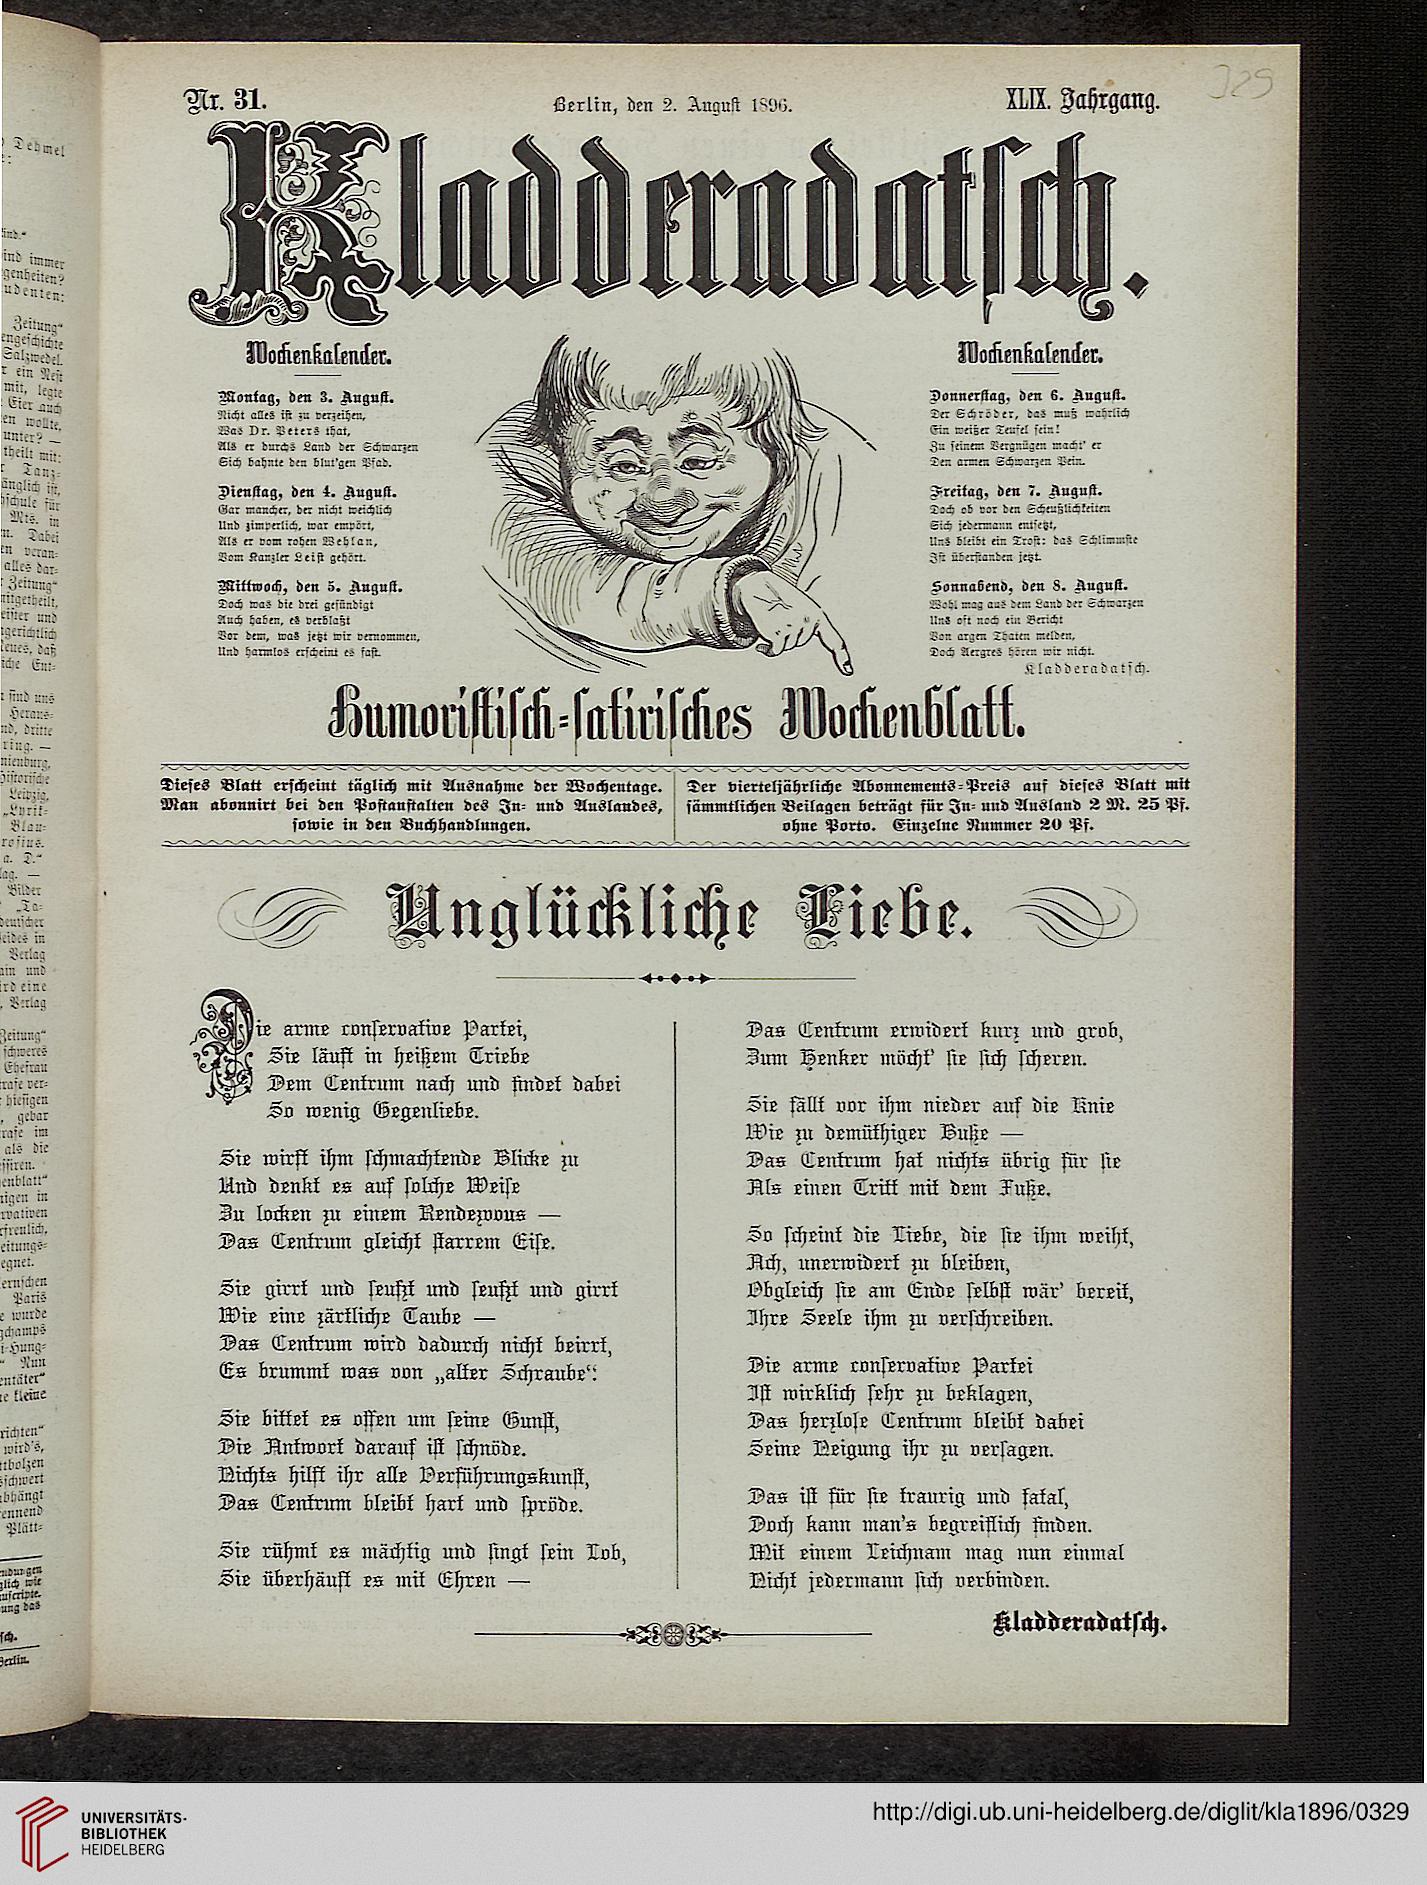 Nr. 31.
Berlin, den 2. August 1896.
XLIX. Jahrgang.
329
Kladderadatsch.
Wochenkalender.
Montag, den 3. August.
Nicht alles ist zu verzeihen,
Was Dr. Peters that,
Als er durchs Land der Schwarzen
Sich bahnte den blut'gen Pfad.
Dienstag, den 4. August.
Gar mancher, der nicht weichlich
Und zimperlich, war empört,
Als er vom rohen Wehlan,
Vom Kanzler Leist gehört.
Mittwoch, den 5. August.
Doch was die drei gesündigt
Auch haben, es verblaßt
Vor dem, was jetzt wir vernommen,
Und harmlos erscheint es fast.
Wochenkalender.
Donnerstag, den 6. August.
Der Schröder, das muß wahrlich
Ein weißer Teufel sein!
Zu seinem Vergnügen macht' er
Den armen Schwarzen Pein.
Freitag, den 7. August.
Doch ob vor den Scheußlichkeiten
Sich jedermann entsetzt,
Uns bleibt ein Trost: das Schlimmste
Ist überstanden jetzt.
Sonnabend, den 8. August.
Wohl mag aus dem Land der Schwarzen
Uns oft noch ein Bericht
Von argen Thaten melden,
Doch Aergres hören wir nicht.
Kladderadatsch.
Humoristisch-satirisches Wochenblatt.
Dieses Blatt erscheint täglich mit Ausnahme der Wochentage.
Man abonnirt bei den Postanstalten des In- und Auslandes,
sowie in den Buchhandlungen.
Der vierteljährliche Abonnements-Preis auf dieses Blatt mit
sämmtlichen Beilagen beträgt für In- und Ausland 2 M. 25 Pf.
ohne Porto. Einzelne Nummer 20 Pf.
Unglückliche Liebe.
Die arme conservative Partei,
Sie läuft in heißem Triebe
Dem Centrum nach und findet dabei
So wenig Gegenliebe.
Sie wirft ihm schmachtende Blicke zu
Und denkt es auf solche Weise
Zu locken zu einem Rendezvous —
Das Centrum gleicht starrem Eise.
Sie girrt und seufzt und seufzt und girrt
Wie eine zärtliche Taube —
Das Centrum wird dadurch nicht beirrt,
Es brummt was von „alter Schraube“:
Sie bittet es offen um seine Gunst,
Die Antwort darauf ist schnöde.
Nichts hilft ihr alle Verführungskunst,
Das Centrum bleibt hart und spröde.
Sie rühmt es mächtig und singt sein Lob,
Sie überhäuft es mit Ehren —
Das Centrum erwidert kurz und grob,
Zum Henker möcht' sie sich scheren.
Sie fällt vor ihm nieder auf die Knie
Wie zu demüthiger Buße —
Das Centrum hat nichts übrig für sie
Als einen Tritt mit dem Fuße.
So scheint die Liebe, die sie ihm weiht,
Ach, unerwidert zu bleiben,
Obgleich sie am Ende selbst wär' bereit,
Ihre Seele ihm zu verschreiben.
Die arme conservative Partei
Ist wirklich sehr zu beklagen,
Das herzlose Centrum bleibt dabei
Seine Neigung ihr zu versagen.
Das ist für sie traurig und fatal,
Doch kann man's begreiflich finden.
Mit einem Leichnam mag nun einmal
Nicht jedermann sich verbinden.
Kladderadatsch.
UNIVERSITÄTS-
BIBLIOTHEK
HEIDELBERG
http://digi.ub.uni-heidelberg.de/diglit/kla1896/0329